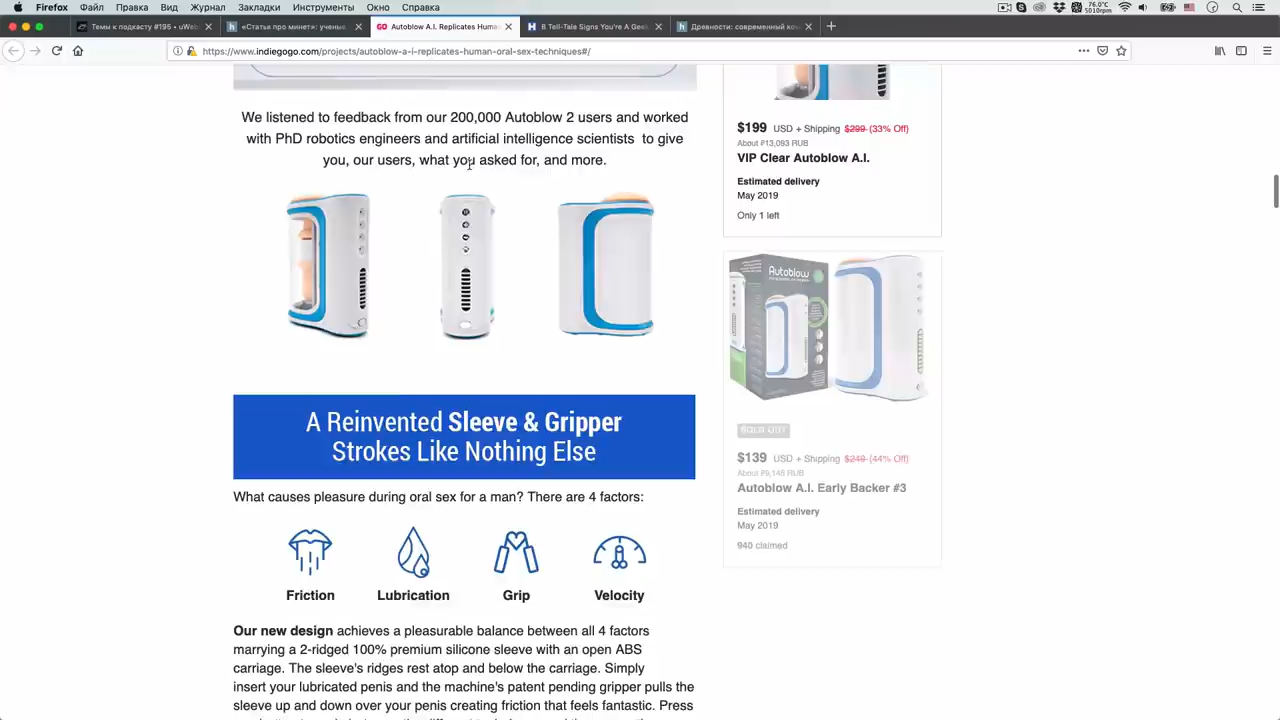 Firefox Файл Правка Вид Журнал Закладки Инструменты Окно Справка
76.0°C
5010rpm
Темы к подкасту #195 • uWeb
«Статья про минет»: ученые
GO Autoblow A.I. Replicates Huma
8 Tell-Tale Signs You're A Geek
Древности: современный ком
https://www.indiegogo.com/projects/autoblow-a-i-replicates-human-oral-sex-techniques#/
We listened to feedback from our 200,000 Autoblow 2 users and worked
with PhD robotics engineers and artificial intelligence scientists to give
you, our users, what you asked for, and more.
A Reinvented Sleeve & Gripper
Strokes Like Nothing Else
What causes pleasure during oral sex for a man? There are 4 factors:
Friction Lubrication Grip Velocity
Our new design achieves a pleasurable balance between all 4 factors
marrying a 2-ridged 100% premium silicone sleeve with an open ABS
carriage. The sleeve's ridges rest atop and below the carriage. Simply
insert your lubricated penis and the machine's patent pending gripper pulls the
sleeve up and down over your penis creating friction that feels fantastic. Press
$199 USD + Shipping $299 (33% Off)
About ₽13,093 RUB
VIP Clear Autoblow A.I.
Estimated delivery
May 2019
Only 1 left
Autoblow
SOLD OUT
$139 USD + Shipping $249 (44% Off)
About ₽9,145 RUB
Autoblow A.I. Early Backer #3
Estimated delivery
May 2019
940 claimed